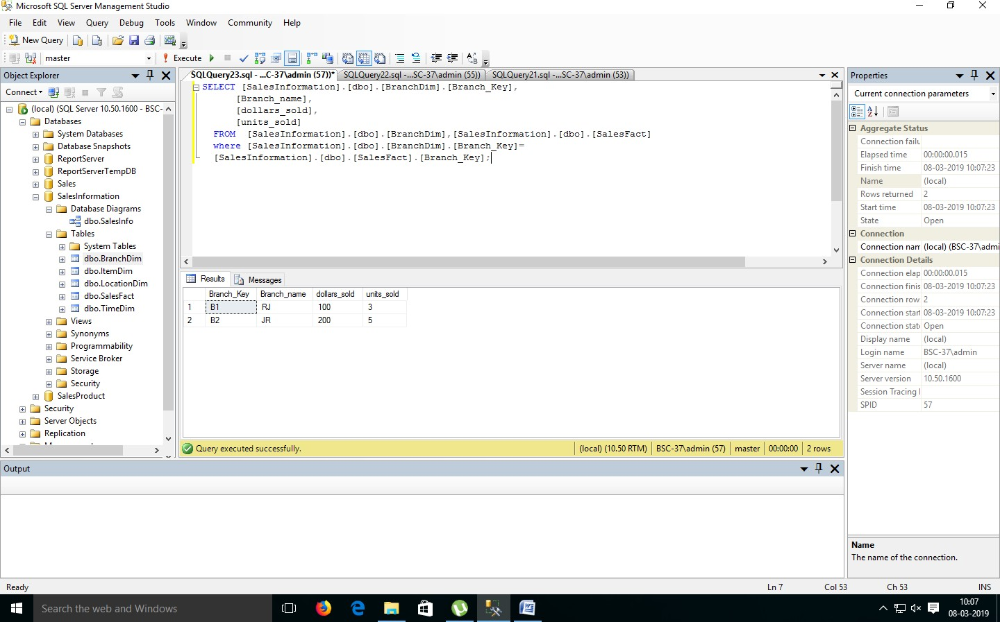 Microsoft SQL Server Management Studio
File Edit View Query Debug Tools Window Community Help
New Query
master Execute
Object Explorer
Connect
(local) (SQL Server 10.50.1600 - BSC-
Databases
System Databases
Database Snapshots
ReportServer
ReportServerTempDB
Sales
SalesInformation
Database Diagrams
dbo.SalesInfo
Tables
System Tables
dbo.BranchDim
dbo.ItemDim
dbo.LocationDim
dbo.SalesFact
dbo.TimeDim
Views
Synonyms
Programmability
Service Broker
Storage
Security
SalesProduct
Security
Server Objects
Replication
SQLQuery23.sql - ...C-37\admin (57))* SQLQuery22.sql -...SC-37\admin (55)) SQLQuery21.sql -...SC-37\admin (53))
SELECT [SalesInformation].[dbo].[BranchDim].[Branch_Key],
[Branch_name],
[dollars_sold],
[units_sold]
FROM [SalesInformation].[dbo].[BranchDim],[SalesInformation].[dbo].[SalesFact]
where [SalesInformation].[dbo].[BranchDim].[Branch_Key]=
[SalesInformation].[dbo].[SalesFact].[Branch_Key];
Results Messages
Branch_Key Branch_name dollars_sold units_sold
1 B1 RJ 100 3
2 B2 JR 200 5
Query executed successfully. (local) (10.50 RTM) BSC-37\admin (57) master 00:00:00 2 rows
Properties
Current connection parameters
Aggregate Status
Connection failu
Elapsed time 00:00:00.015
Finish time 08-03-2019 10:07:23
Name (local)
Rows returned 2
Start time 08-03-2019 10:07:23
State Open
Connection
Connection nam (local) (BSC-37\admi
Connection Details
Connection elap 00:00:00.015
Connection finis 08-03-2019 10:07:23
Connection row 2
Connection start 08-03-2019 10:07:23
Connection stat Open
Display name (local)
Login name BSC-37\admin
Server name (local)
Server version 10.50.1600
Session Tracing
SPID 57
Name
The name of the connection.
Output
Ready Ln 7 Col 53 Ch 53 INS
Search the web and Windows
10:07
08-03-2019